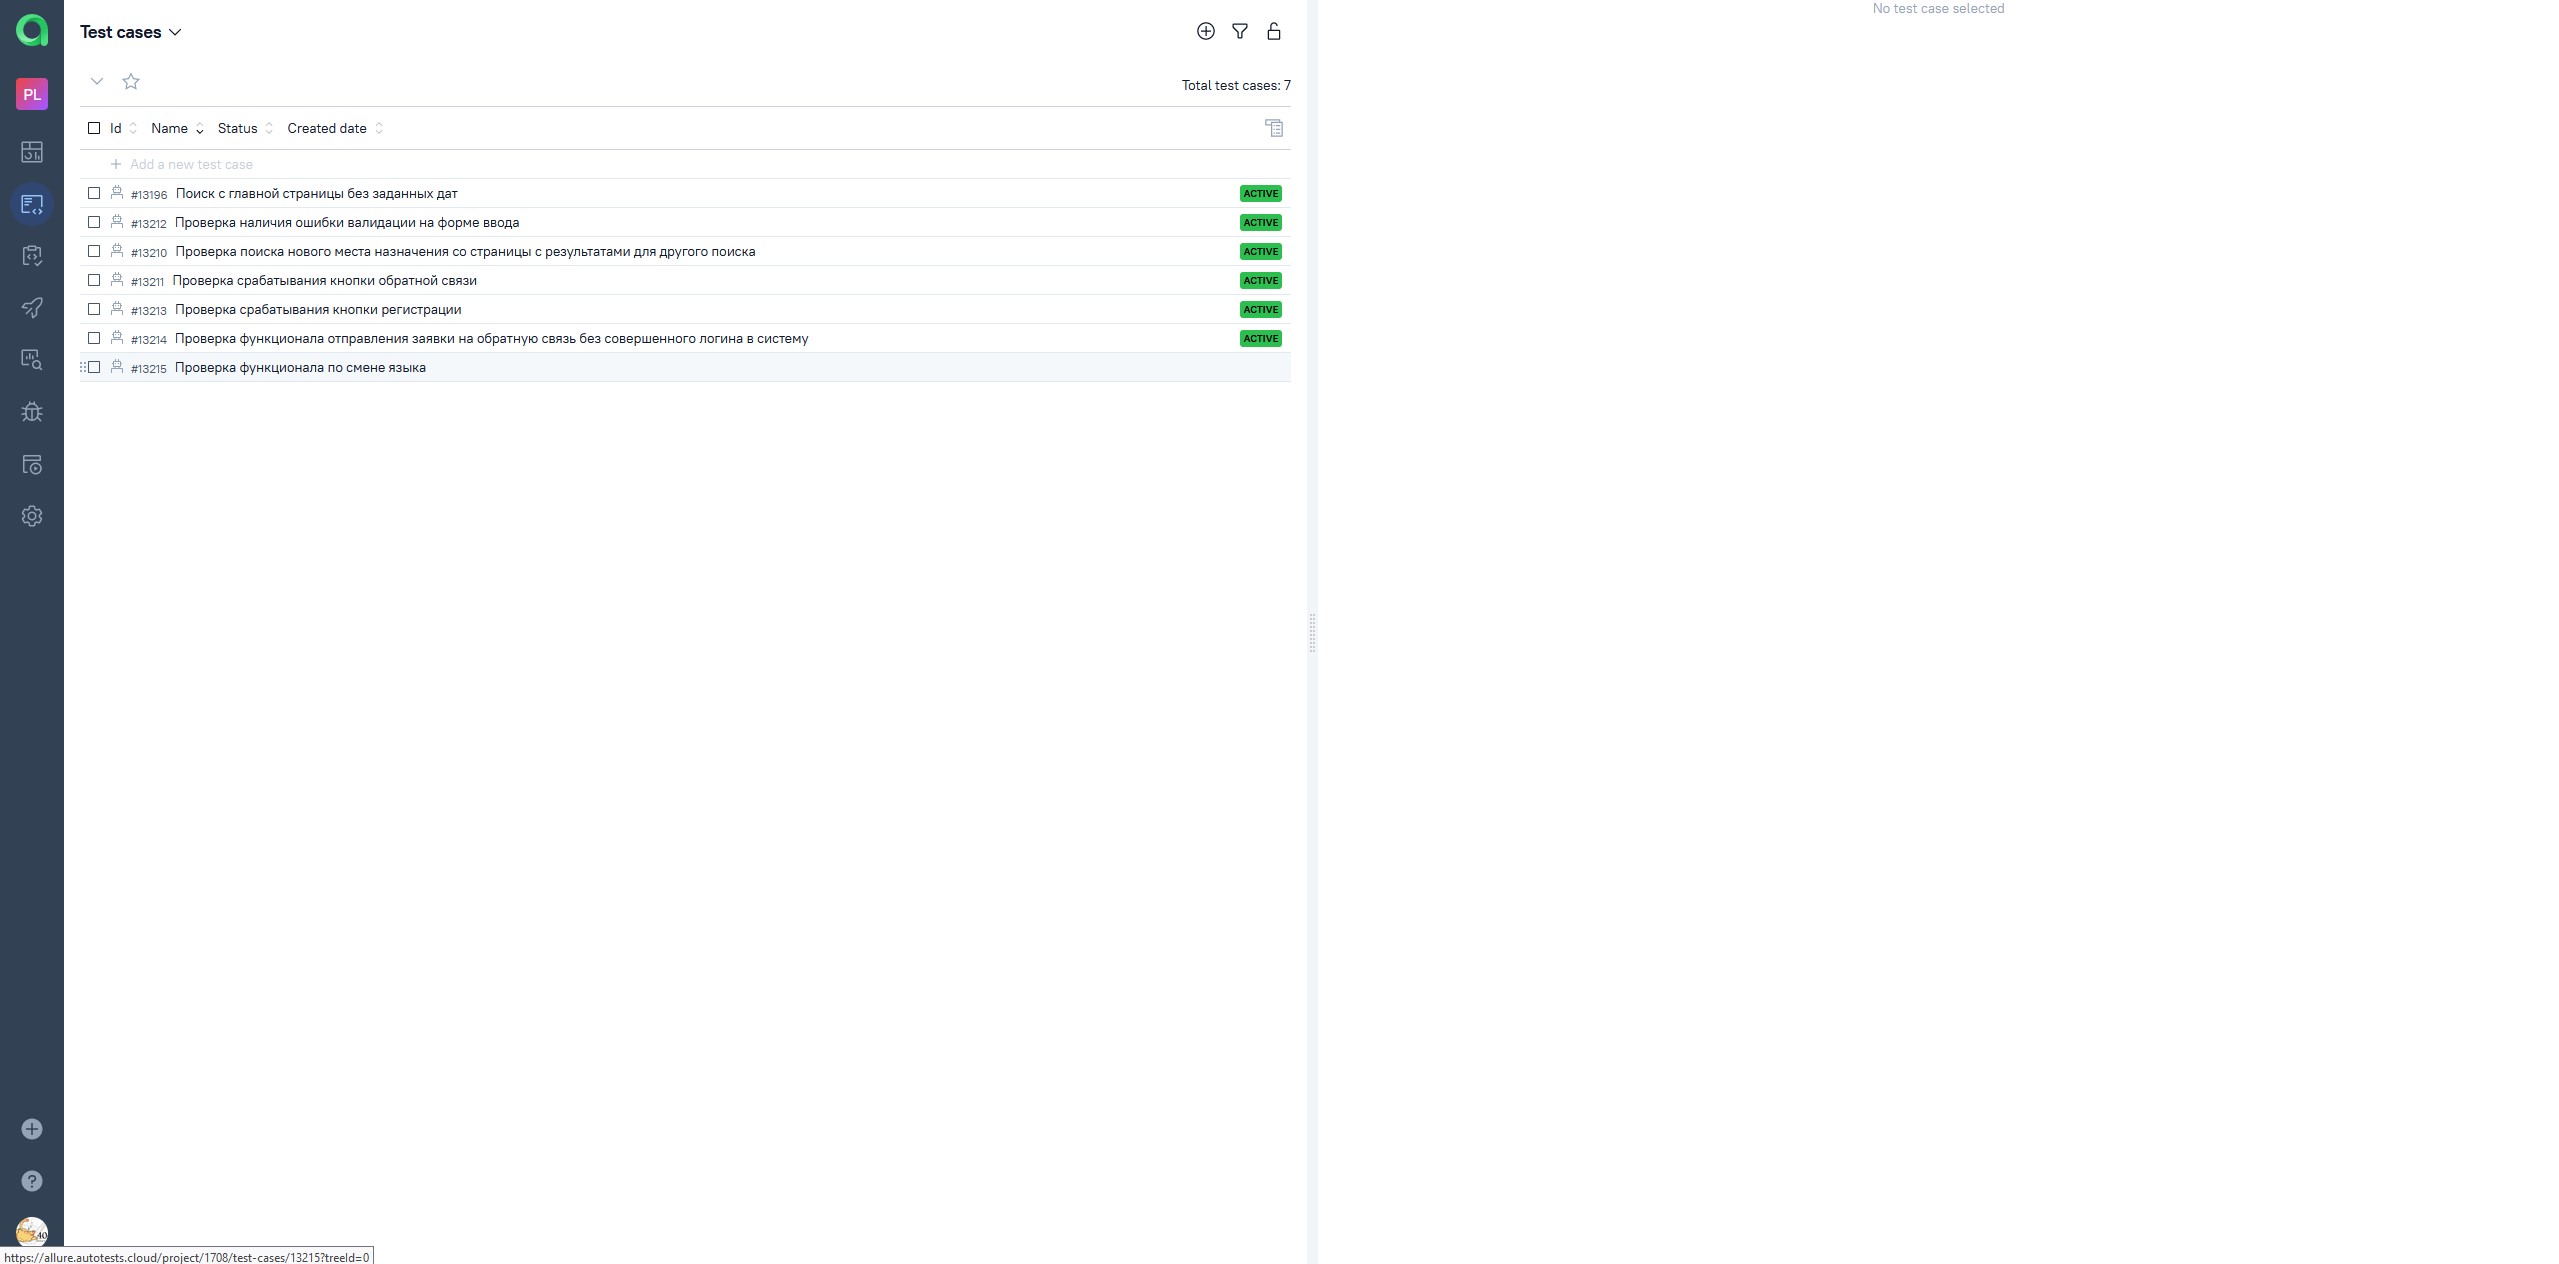 Test cases
No test case selected
PL
Total test cases: 7
Id Name Status Created date
Add a new test case
#13196 Поиск с главной страницы без заданных дат ACTIVE
#13212 Проверка наличия ошибки валидации на форме ввода ACTIVE
#13210 Проверка поиска нового места назначения со страницы с результатами для другого поиска ACTIVE
#13211 Проверка срабатывания кнопки обратной связи ACTIVE
#13213 Проверка срабатывания кнопки регистрации ACTIVE
#13214 Проверка функционала отправления заявки на обратную связь без совершенного логина в систему ACTIVE
#13215 Проверка функционала по смене языка
https://allure.autotests.cloud/project/1708/test-cases/13215?treeId=0